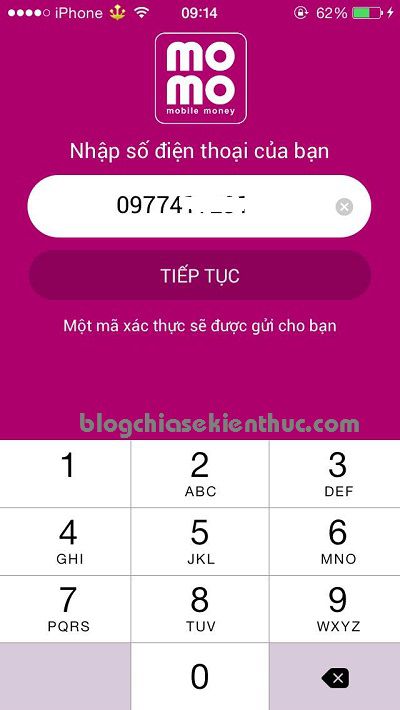 iPhone 09:14 62%
mo
mo
mobile money
Nhập số điện thoại của bạn
TIẾP TỤC
Một mã xác thực sẽ được gửi cho bạn
blogchiasekienthuc.com
1 2 3
ABC DEF
4 5 6
GHI JKL MNO
7 8 9
PQRS TUV WXYZ
0